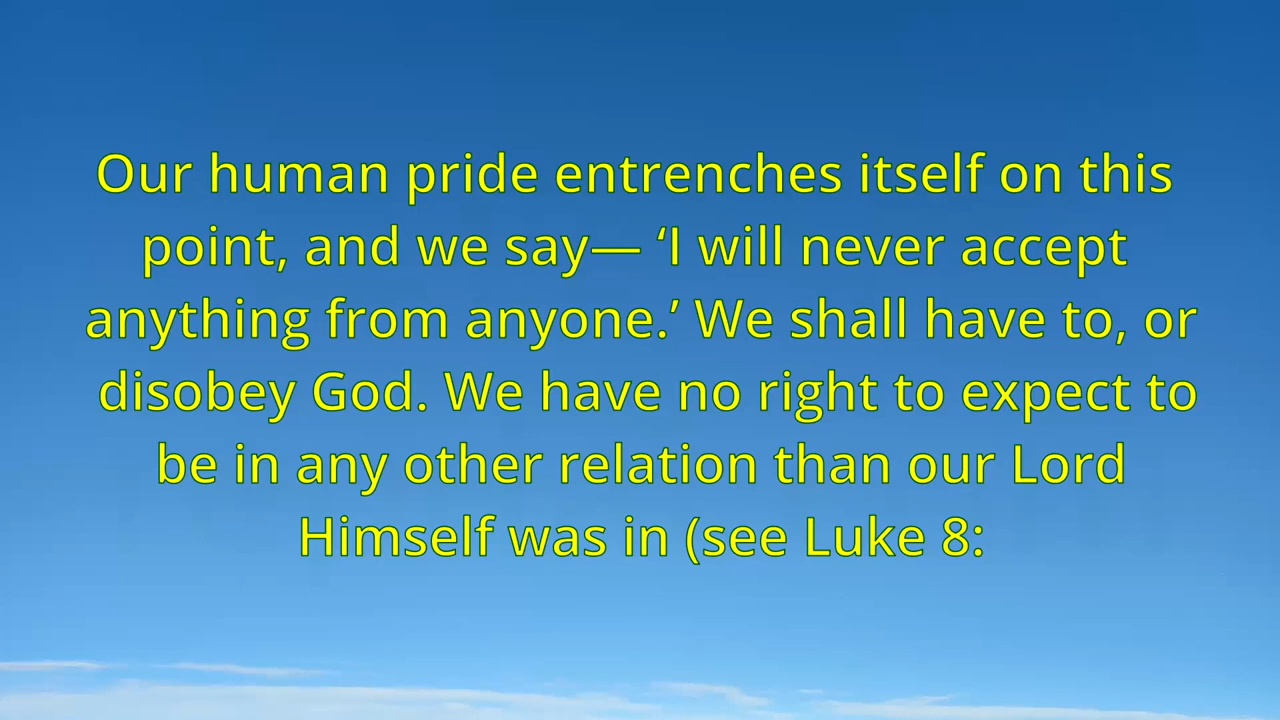 Our human pride entrenches itself on this
point, and we say— ‘I will never accept
anything from anyone.’ We shall have to, or
disobey God. We have no right to expect to
be in any other relation than our Lord
Himself was in (see Luke 8: